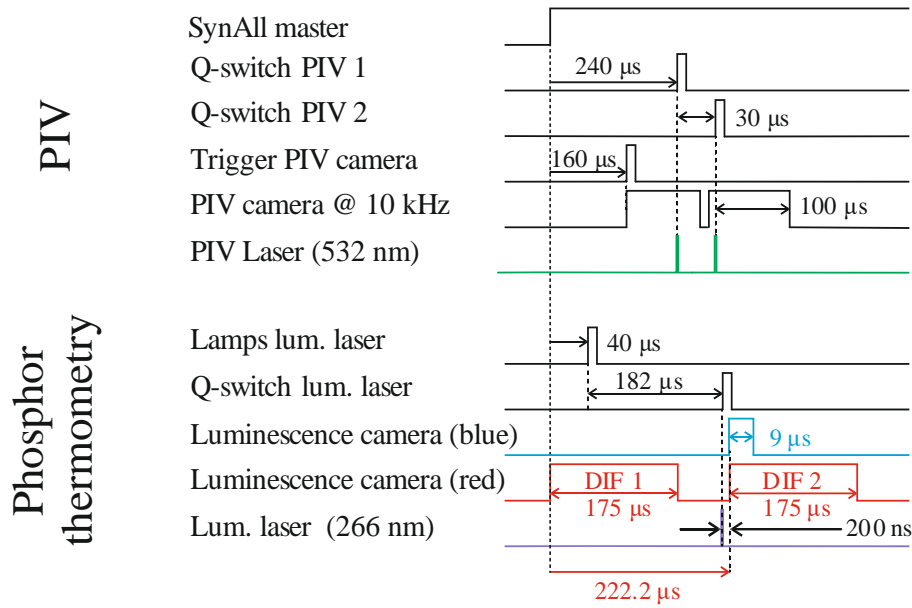 SynAll master
Q-switch PIV 1
240 µs
Q-switch PIV 2
30 µs
PIV
Trigger PIV camera
160 µs
PIV camera @ 10 kHz
100 µs
PIV Laser (532 nm)
Phosphor
thermometry
Lamps lum. laser
40 µs
Q-switch lum. laser
182 µs
Luminescence camera (blue)
9 µs
Luminescence camera (red)
DIF 1
175 µs
DIF 2
175 µs
Lum. laser (266 nm)
200 ns
222.2 µs